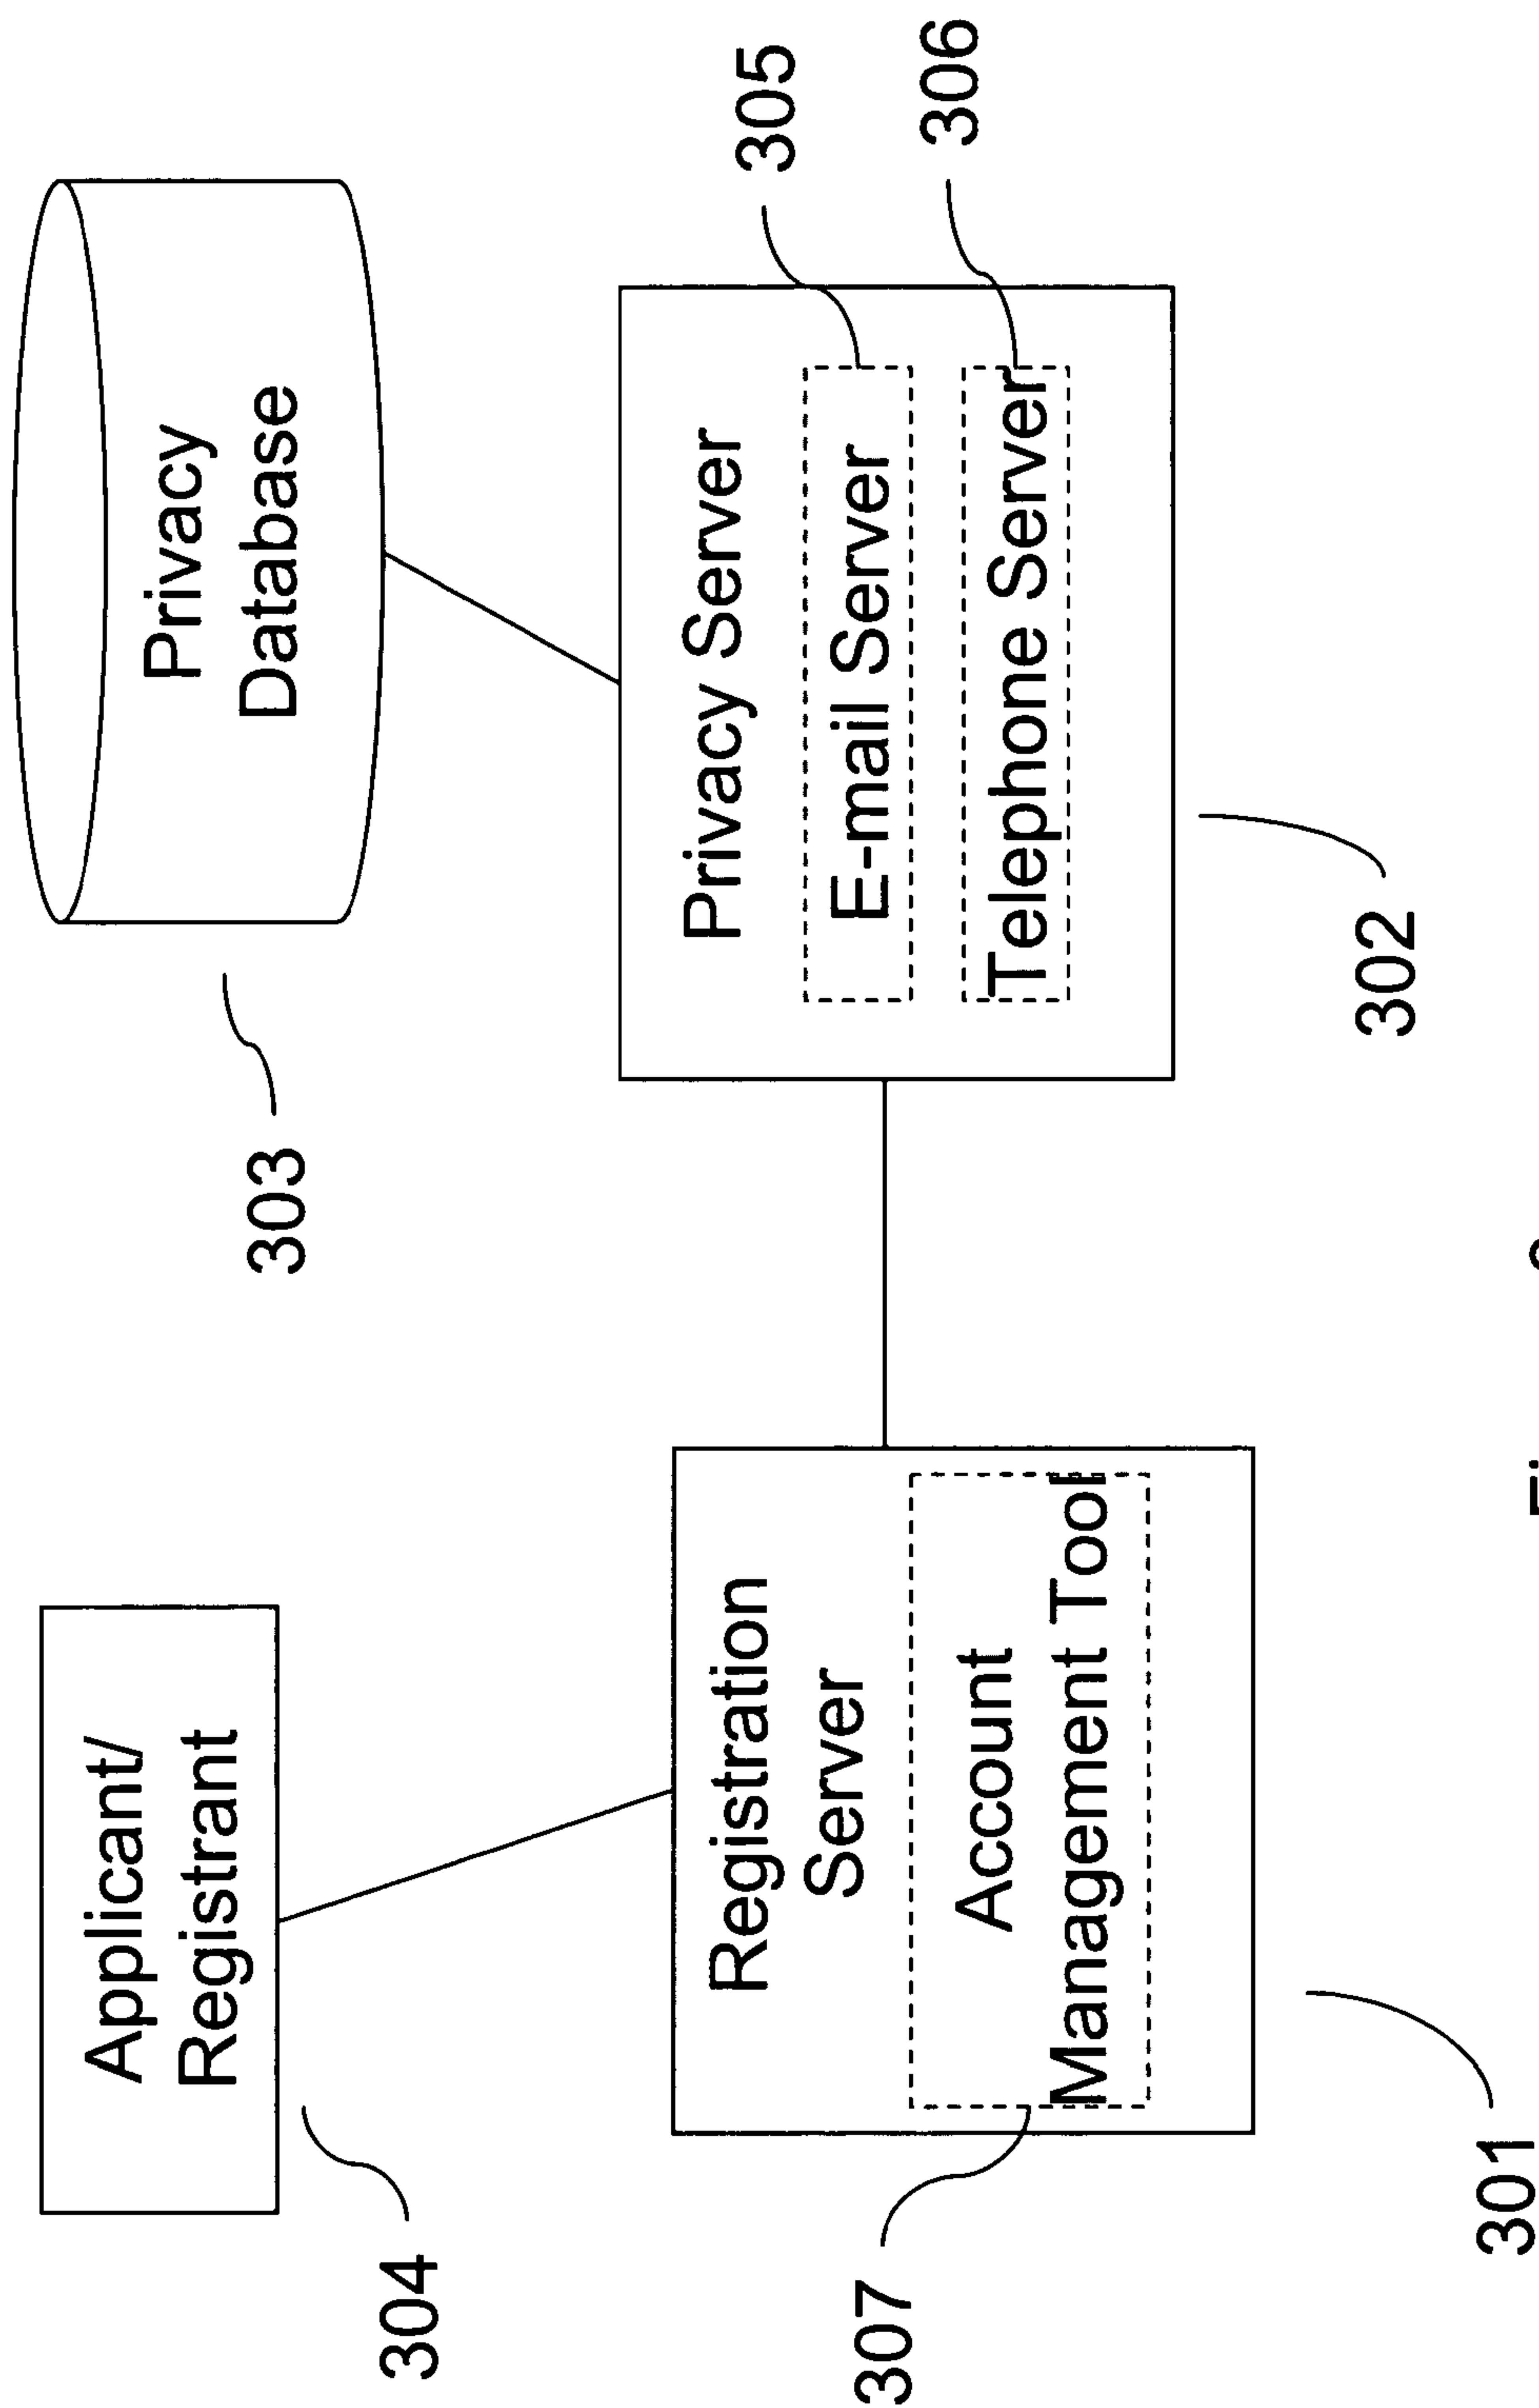 Applicant/
Registrant
304
Registration
Server
Account
Management Tool
307
301
Privacy
Database
303
Privacy Server
E-mail Server
Telephone Server
305
306
302